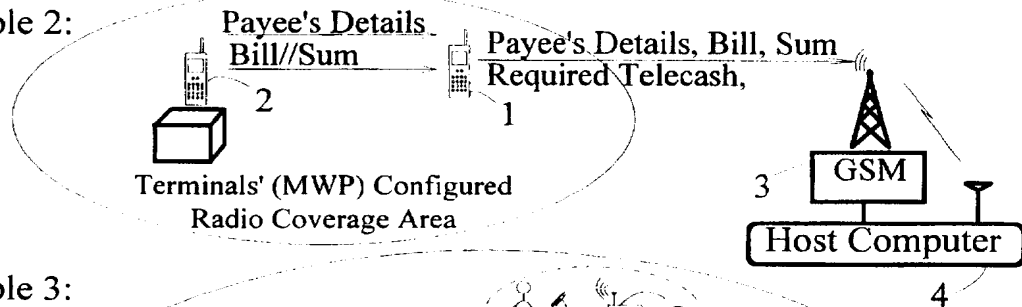 ple 2:
Payee's Details
Bill//Sum
2
1
Payee's Details, Bill, Sum
Required Telecash,
3
GSM
Host Computer
4
Terminals' (MWP) Configured
Radio Coverage Area
ple 3: